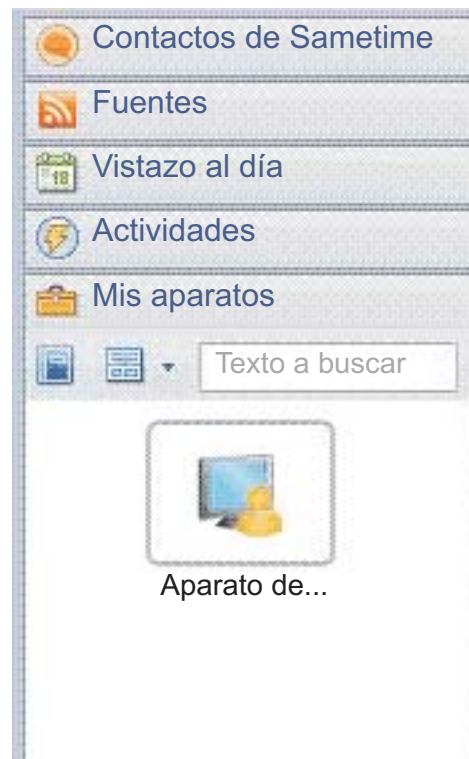 Contactos de Sametime
Fuentes
18
Vistazo al día
Actividades
Mis aparatos
Texto a buscar
Aparato de...